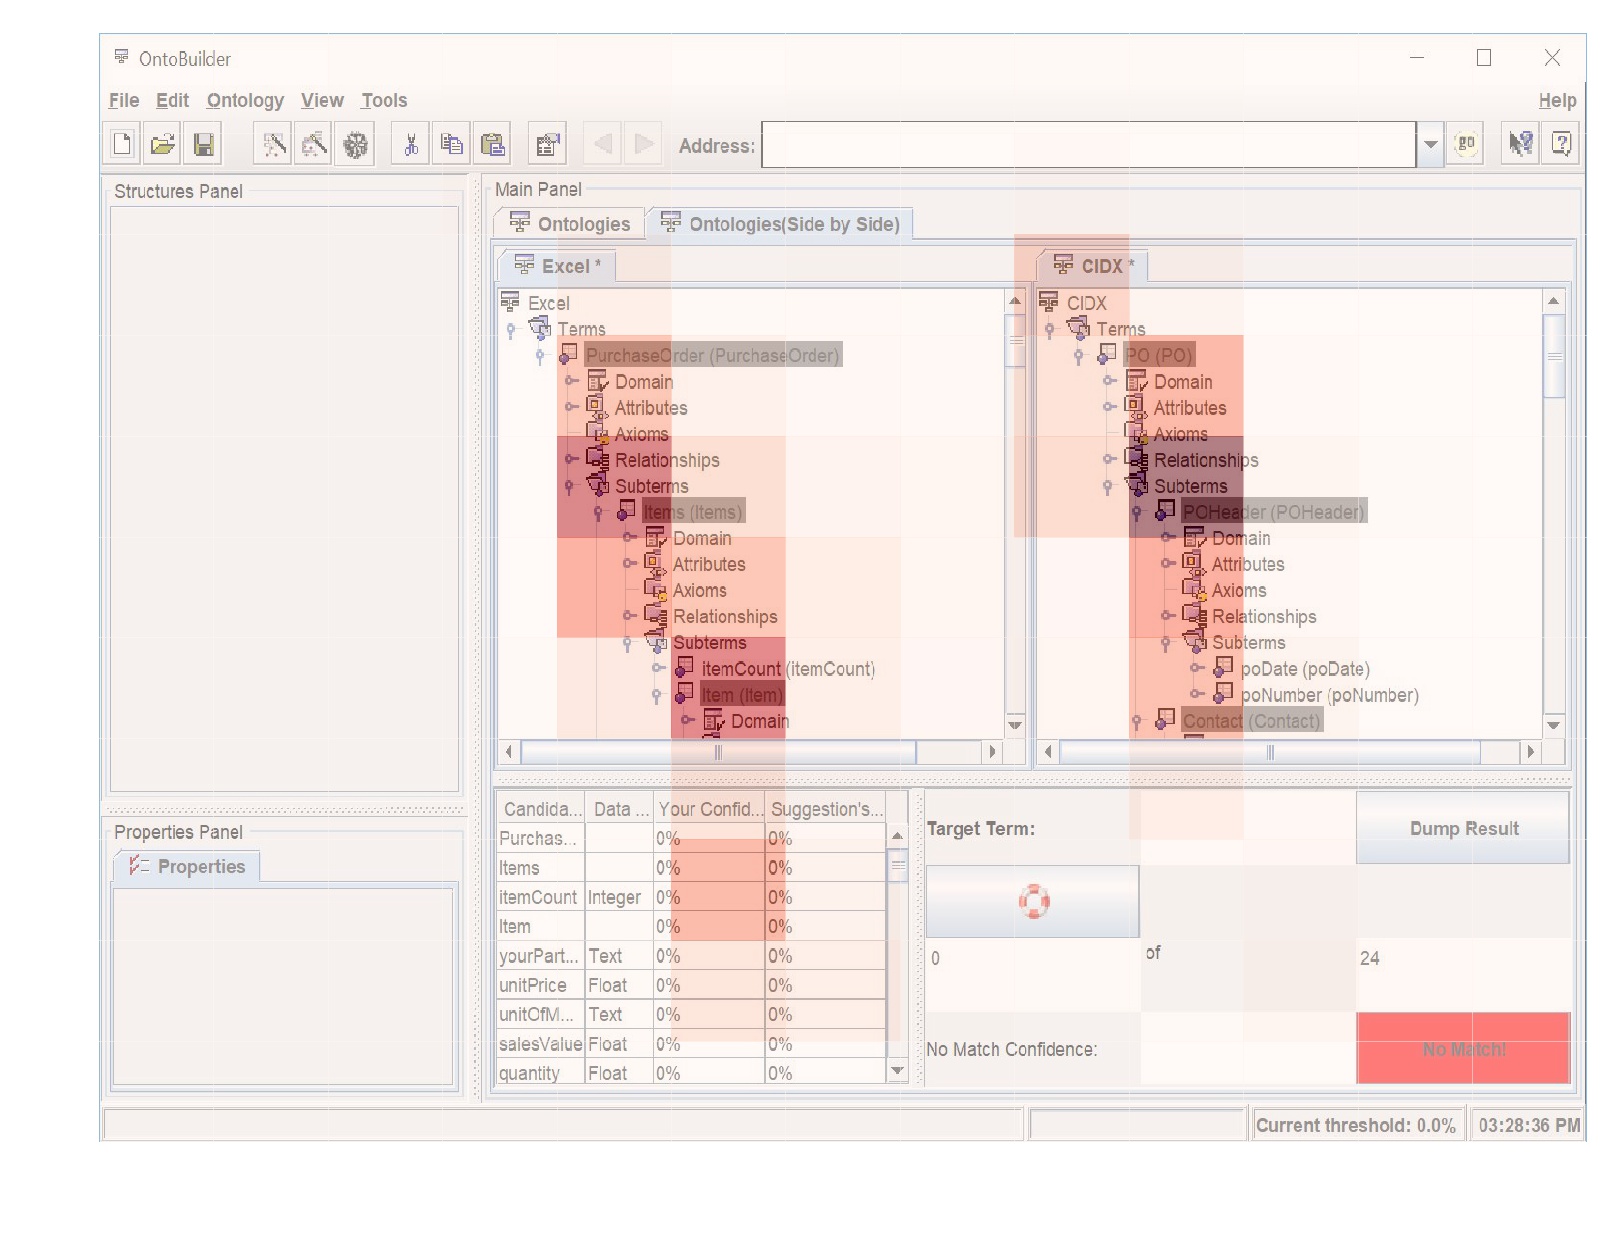 OntoBuilder
File Edit Ontology View Tools Help
Address: go
Structures Panel
Main Panel
Ontologies Ontologies(Side by Side)
Excel * CIDX *
Excel
Terms
PurchaseOrder (PurchaseOrder)
Domain
Attributes
Axioms
Relationships
Subterms
Items (Items)
Domain
Attributes
Axioms
Relationships
Subterms
itemCount (itemCount)
Item (Item)
Domain
CIDX
Terms
PO (PO)
Domain
Attributes
Axioms
Relationships
Subterms
POHeader (POHeader)
Domain
Attributes
Axioms
Relationships
Subterms
poDate (poDate)
poNumber (poNumber)
Contact (Contact)
Properties Panel
Properties
Candida... Data ... Your Confid... Suggestion's...
Purchas... 0% 0%
Items 0% 0%
itemCount Integer 0% 0%
Item 0% 0%
yourPart... Text 0% 0%
unitPrice Float 0% 0%
unitOfM... Text 0% 0%
salesValue Float 0% 0%
quantity Float 0% 0%
Target Term: Dump Result
0 of 24
No Match Confidence: No Match!
Current threshold: 0.0% 03:28:36 PM